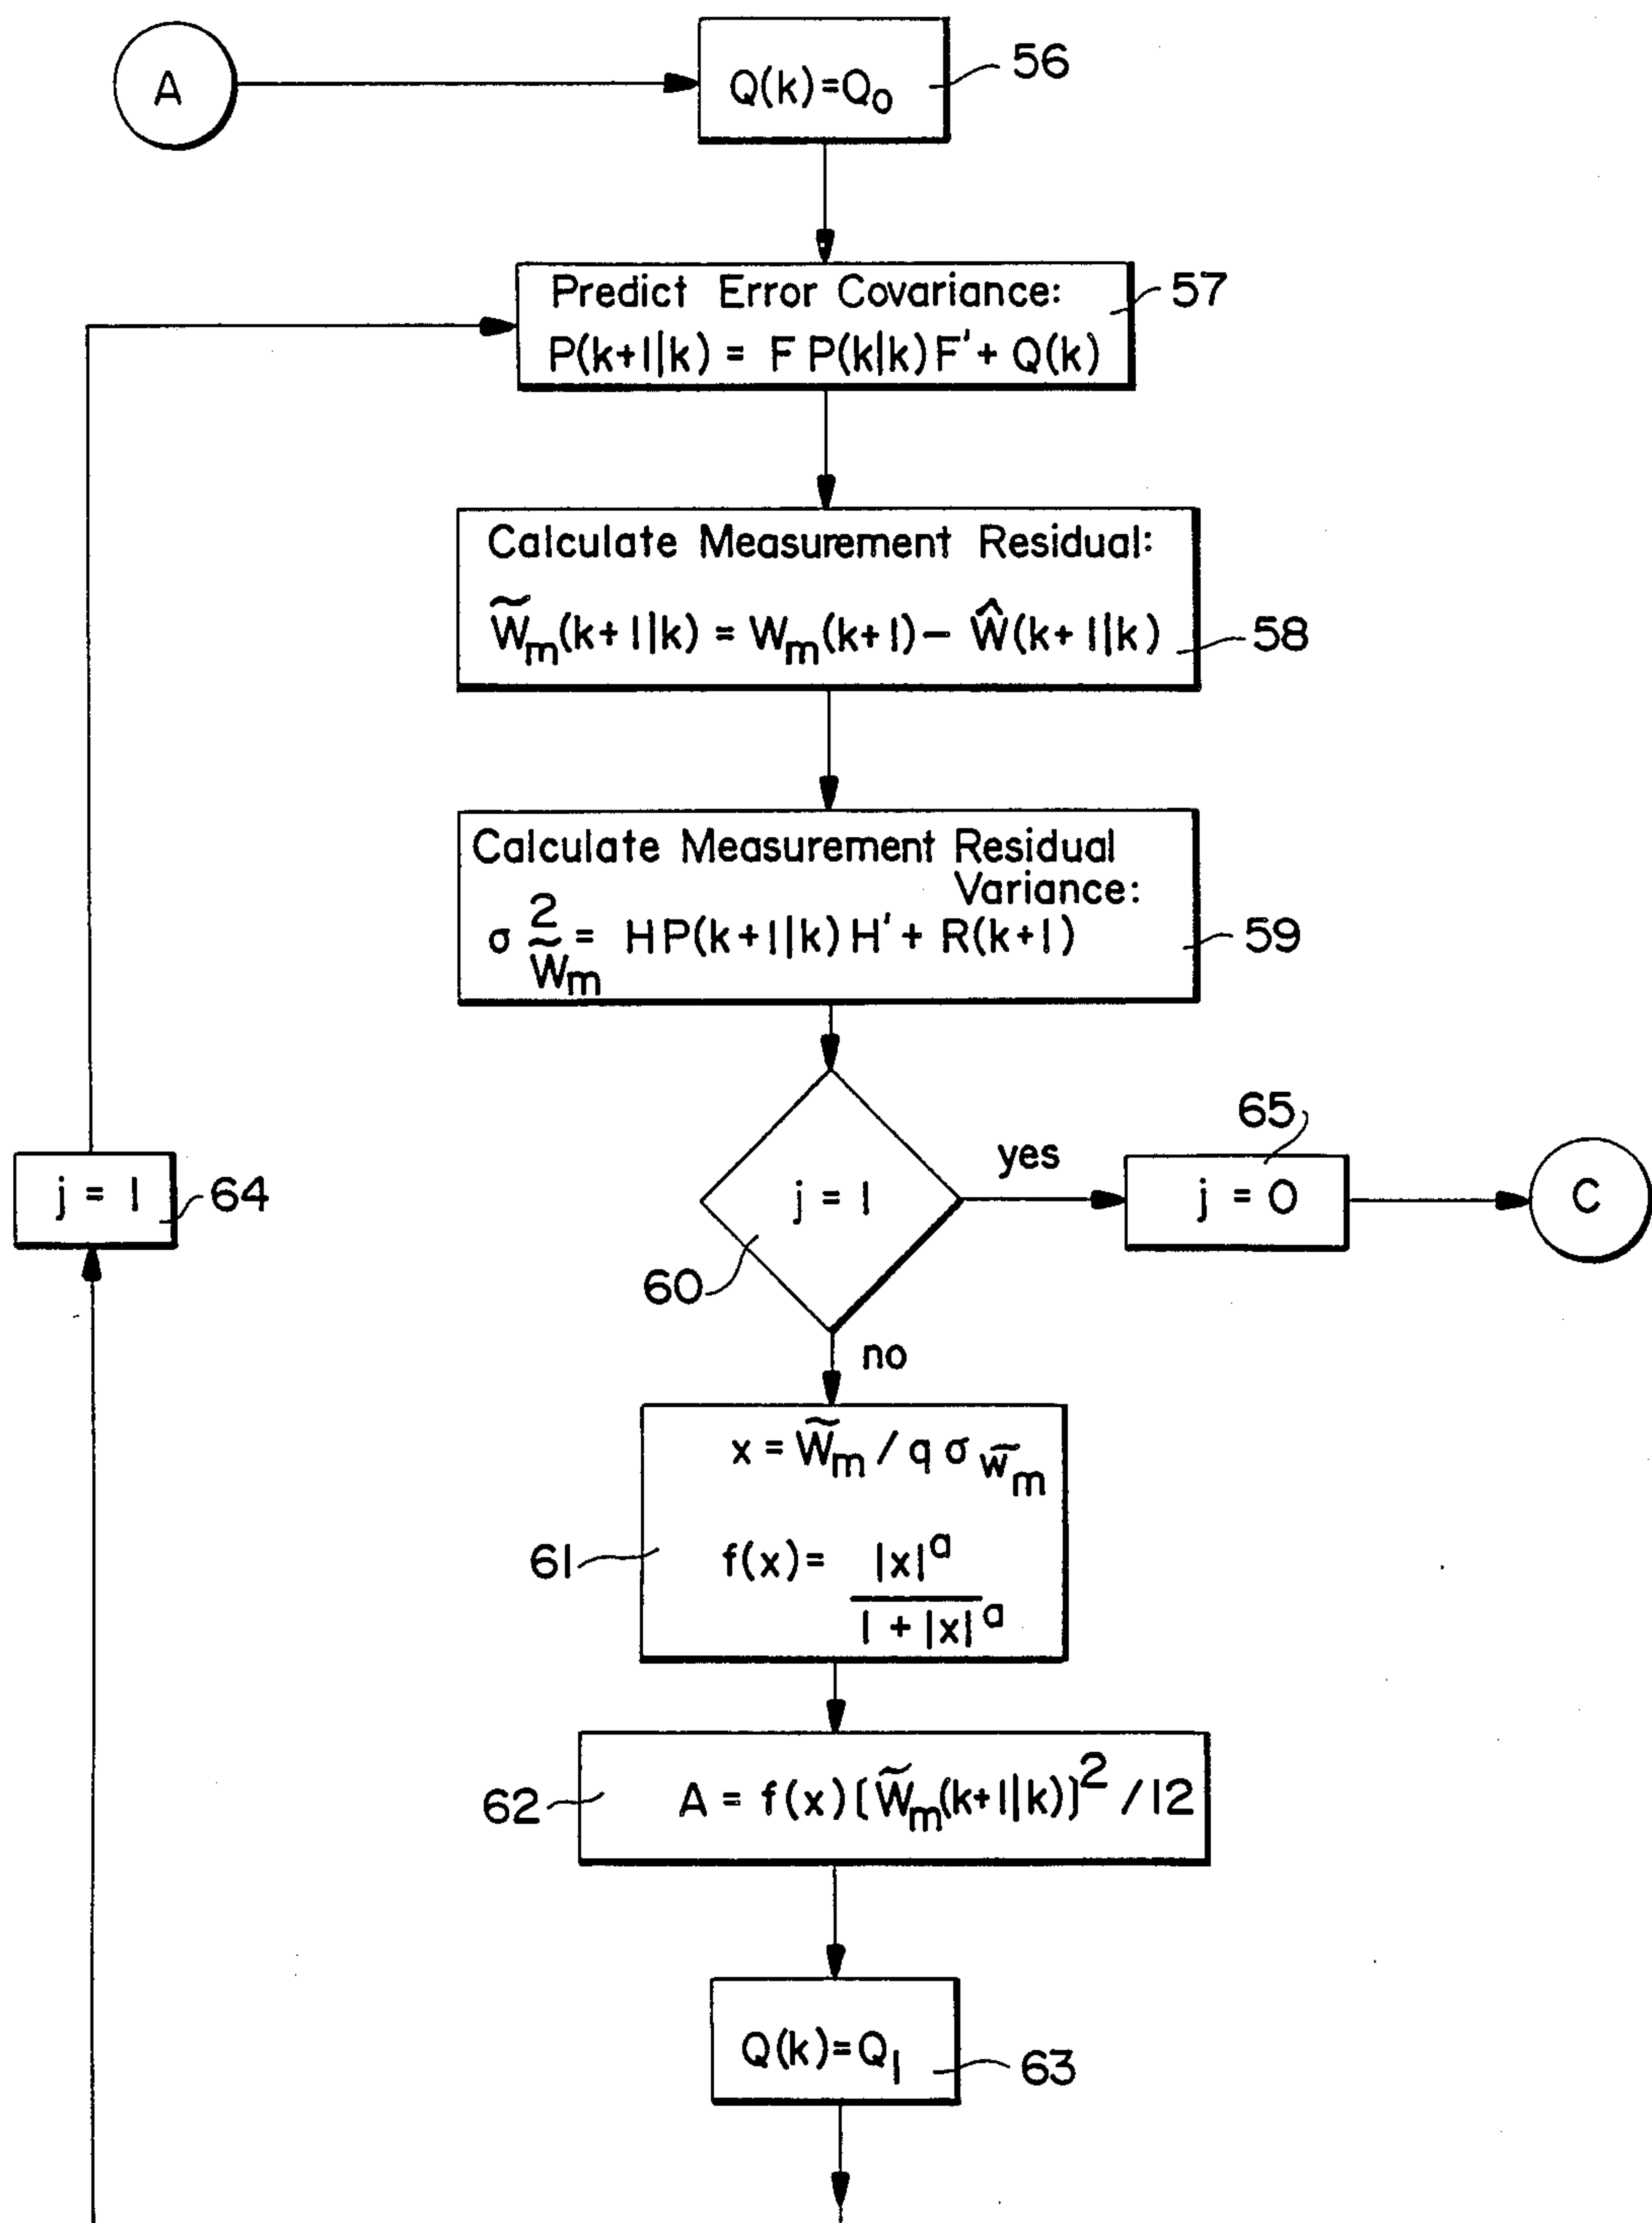 A
Q(k)=Q₀
56
Predict Error Covariance:
P(k+1|k) = F P(k|k) F' + Q(k)
57
Calculate Measurement Residual:
W̃ₘ(k+1|k) = Wₘ(k+1) − Ŵ(k+1|k)
58
Calculate Measurement Residual
Variance:
σ²_W̃ₘ = HP(k+1|k) H' + R(k+1)
59
j = 1
64
j = 1
60
yes
65
j = 0
C
no
x = W̃ₘ / q σ_w̃ₘ
f(x) = |x|ᵃ
1 + |x|ᵃ
61
A = f(x) [W̃ₘ(k+1|k)]² / 12
62
Q(k)=Q₁
63